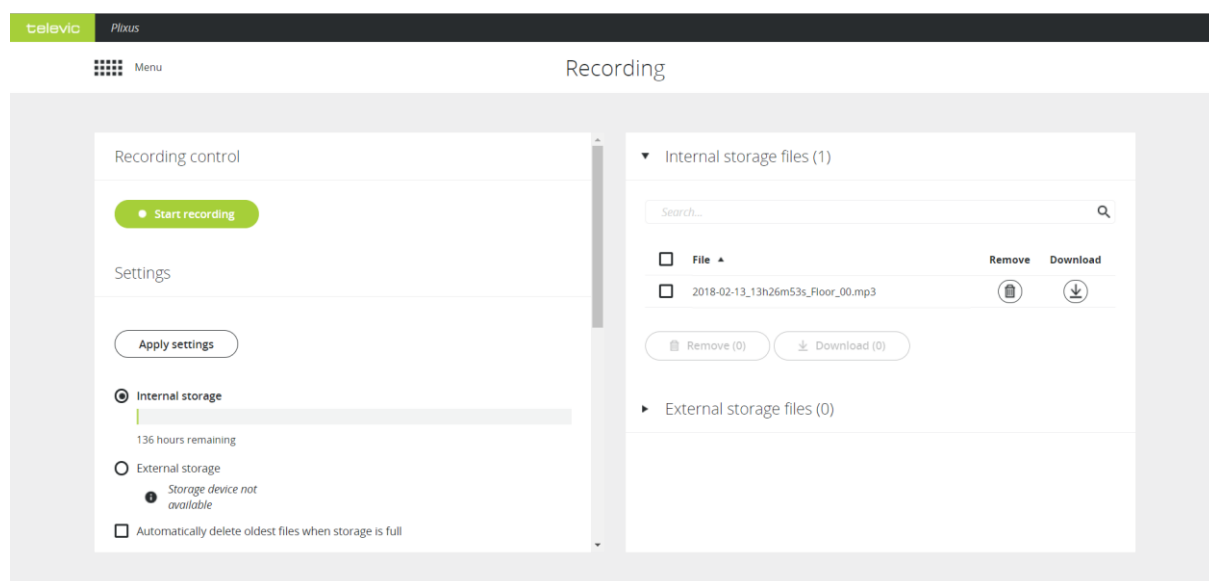 televic Plixus
Menu
Recording
Recording control
Start recording
Settings
Apply settings
Internal storage
136 hours remaining
External storage
Storage device not
available
Automatically delete oldest files when storage is full
Internal storage files (1)
Search...
File Remove Download
2018-02-13_13h26m53s_Floor_00.mp3
Remove (0) Download (0)
External storage files (0)